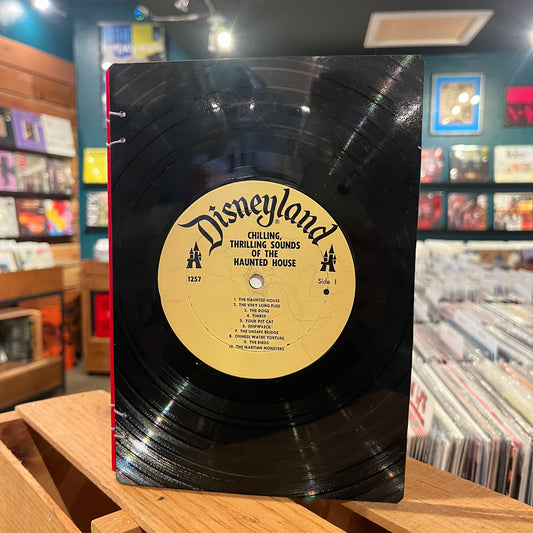 Disneyland
CHILLING,
THRILLING SOUNDS
OF THE
HAUNTED HOUSE
1257
Side 1
1. THE HAUNTED HOUSE
2. THE VERY LONG FUSE
3. THE DOGS
4. TIMBER
5. YOUR PET CAT
6. SHIPWRECK
7. THE UNSAFE BRIDGE
8. CHINESE WATER TORTURE
9. THE BIRDS
10. THE MARTIAN MONSTERS